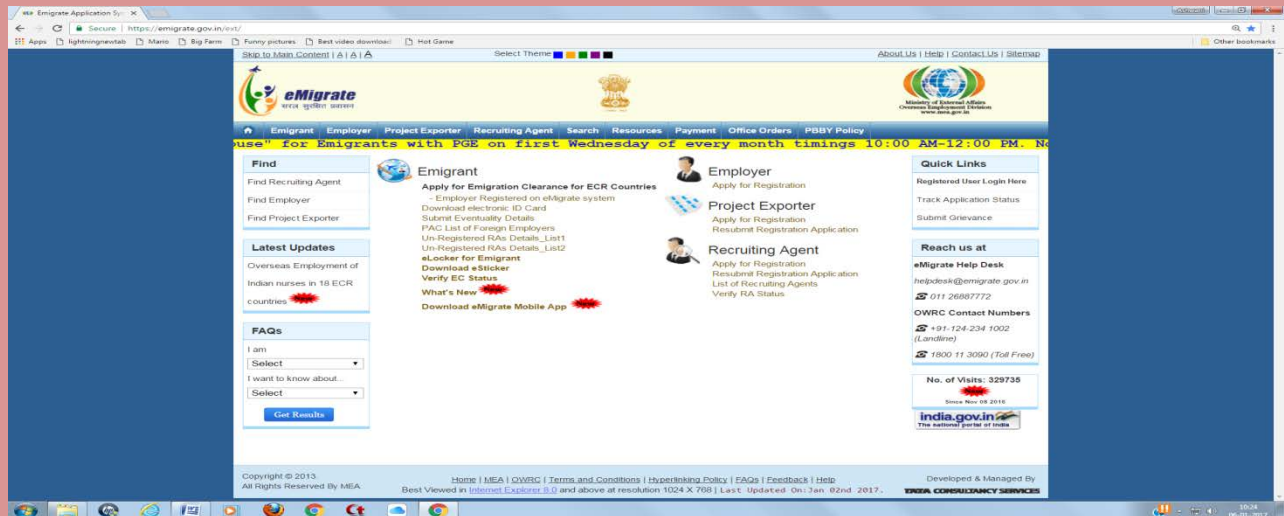 Emigrate Application Sys
Secure | https://emigrate.gov.in/ext/
Apps lightningnewtab Mario Big Farm Funny pictures Best video download Hot Game Other bookmarks
Skip to Main Content | A | A | A Select Theme About Us | Help | Contact Us | Sitemap
eMigrate
सरल सुरक्षित प्रवासन
Ministry of External Affairs
Overseas Employment Division
www.mea.gov.in
Emigrant Employer Project Exporter Recruiting Agent Search Resources Payment Office Orders PBBY Policy
ouse" for Emigrants with PGE on first Wednesday of every month timings 10:00 AM-12:00 PM. No
Find
Find Recruiting Agent
Find Employer
Find Project Exporter
Latest Updates
Overseas Employment of
Indian nurses in 18 ECR
countries New
FAQs
I am
Select
I want to know about...
Select
Get Results
Emigrant
Apply for Emigration Clearance for ECR Countries
- Employer Registered on eMigrate system
Download electronic ID Card
Submit Eventuality Details
PAC List of Foreign Employers
Un-Registered RAs Details_List1
Un-Registered RAs Details_List2
eLocker for Emigrant
Download eSticker
Verify EC Status
What's New New
Download eMigrate Mobile App New
Employer
Apply for Registration
Project Exporter
Apply for Registration
Resubmit Registration Application
Recruiting Agent
Apply for Registration
Resubmit Registration Application
List of Recruiting Agents
Verify RA Status
Quick Links
Registered User Login Here
Track Application Status
Submit Grievance
Reach us at
eMigrate Help Desk
helpdesk@emigrate.gov.in
011 26887772
OWRC Contact Numbers
+91-124-234 1002
(Landline)
1800 11 3090 (Toll Free)
No. of Visits: 329735
New
Since Nov 09 2016
india.gov.in
The national portal of India
Copyright © 2013.
All Rights Reserved By MEA
Home | MEA | OWRC | Terms and Conditions | Hyperlinking Policy | FAQs | Feedback | Help
Best Viewed in Internet Explorer 8.0 and above at resolution 1024 X 768 | Last Updated On:Jan 02nd 2017.
Developed & Managed By
TATA CONSULTANCY SERVICES
10:24
06-01-2017